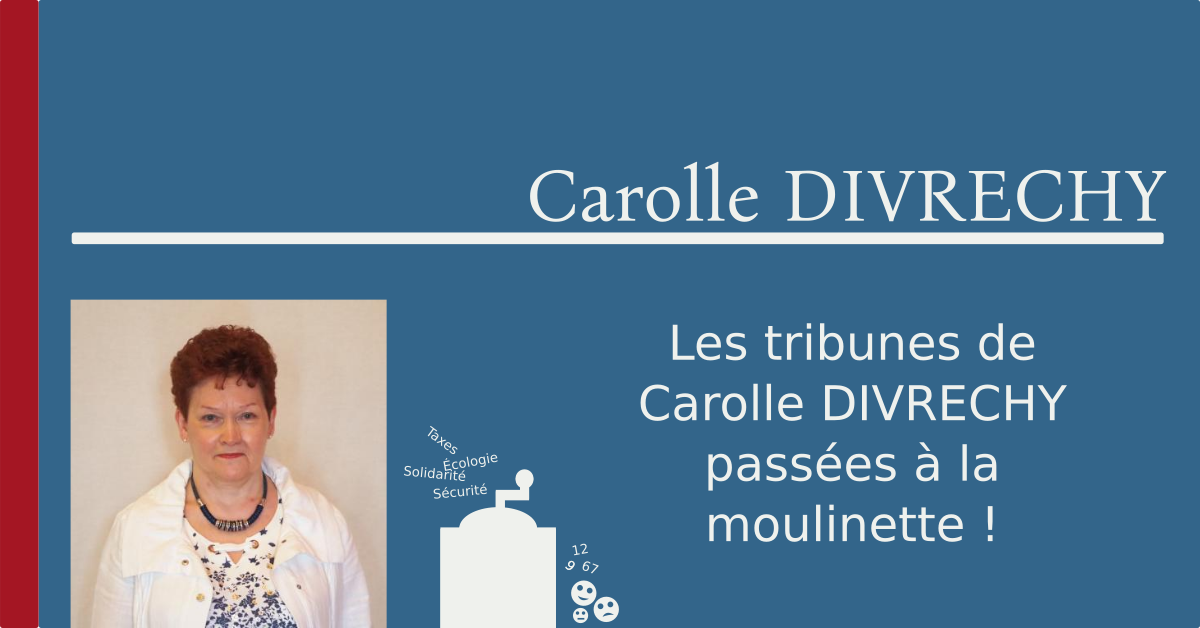 Carolle DIVRECHY
Les tribunes de
Carolle DIVRECHY
passées à la
moulinette !
Taxes
Écologie
Solidarité
Sécurité
12
9 67